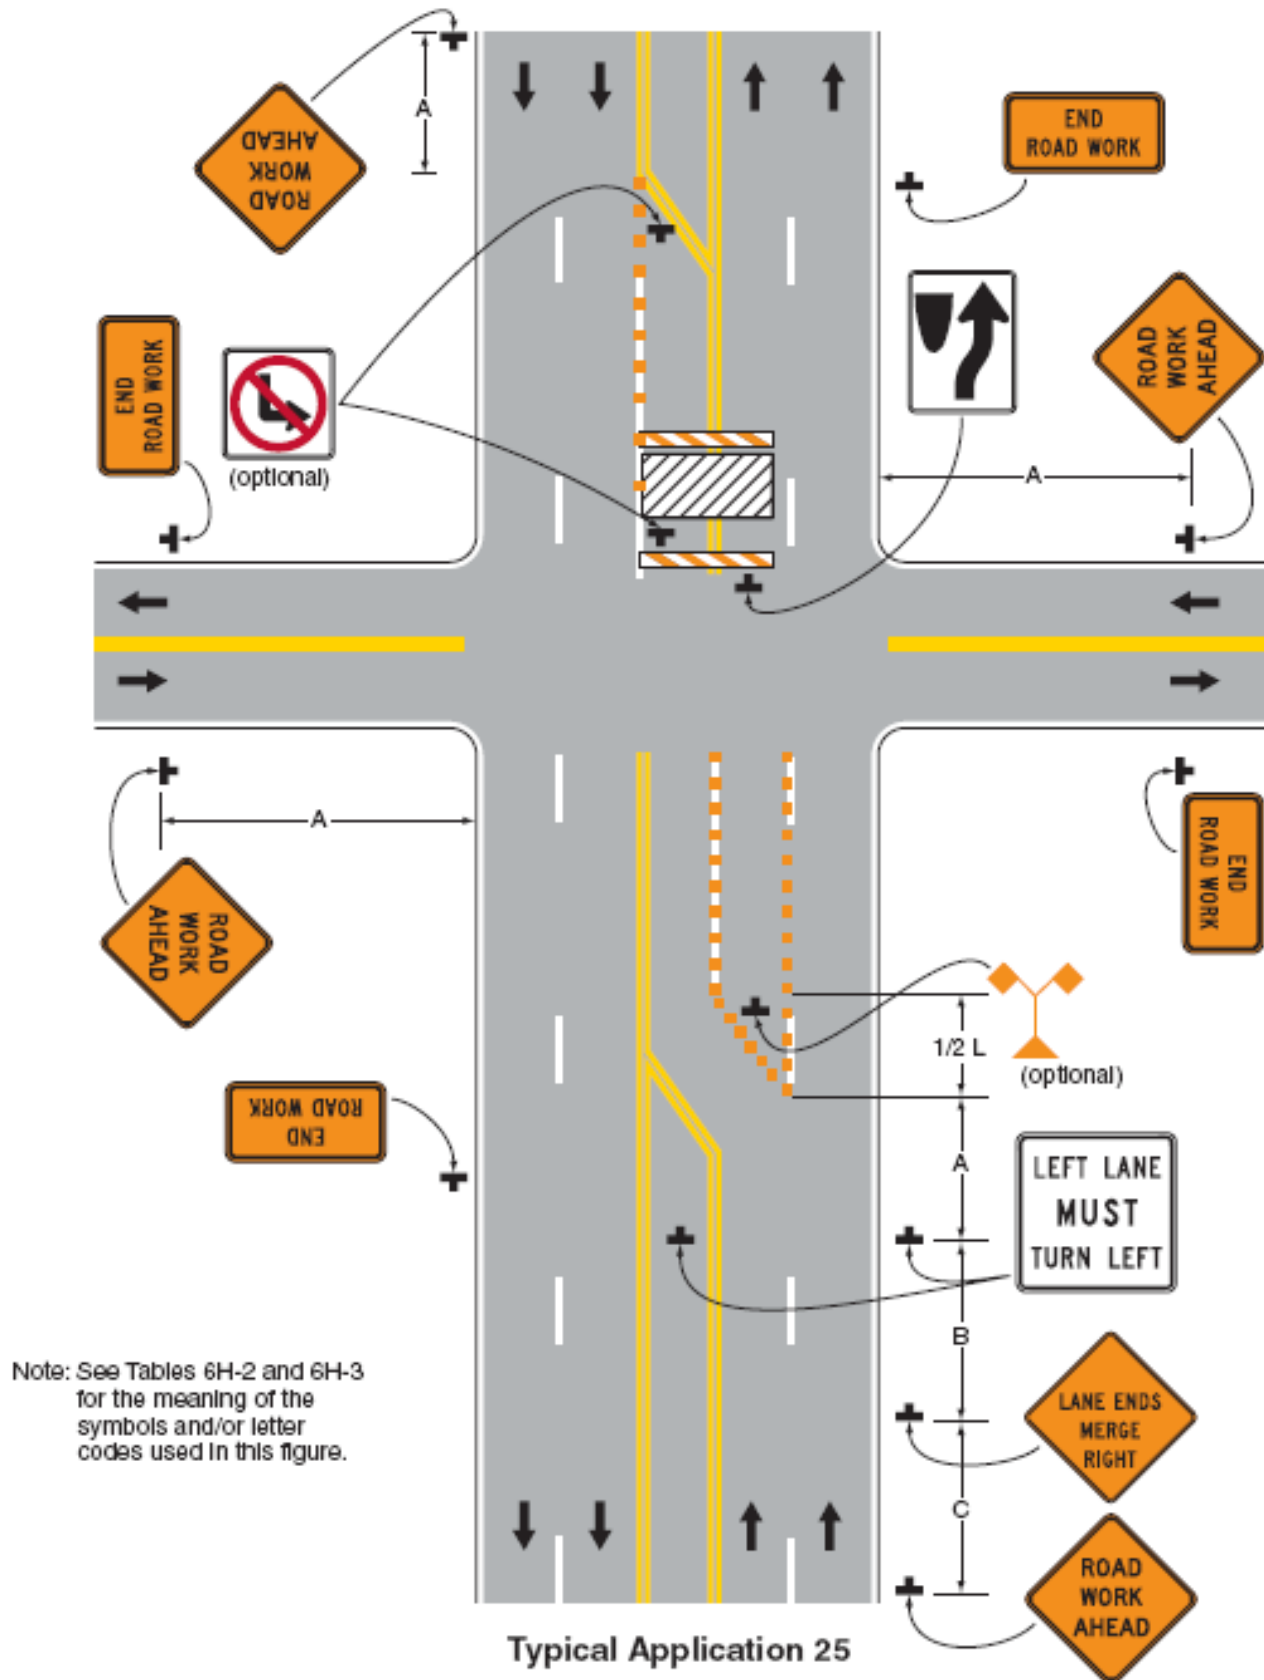 ROAD
WORK
AHEAD
A
END
ROAD WORK
END
ROAD WORK
(optional)
ROAD
WORK
AHEAD
A
A
ROAD
WORK
AHEAD
END
ROAD WORK
1/2 L
(optional)
END
ROAD WORK
A
LEFT LANE
MUST
TURN LEFT
B
Note: See Tables 6H-2 and 6H-3
for the meaning of the
symbols and/or letter
codes used in this figure.
LANE ENDS
MERGE
RIGHT
C
ROAD
WORK
AHEAD
Typical Application 25